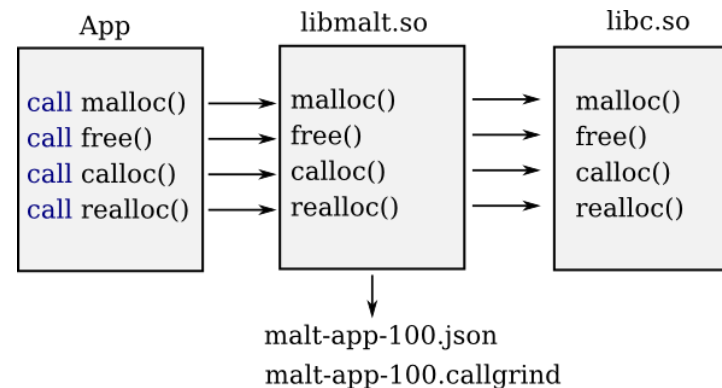 App
call malloc()
call free()
call calloc()
call realloc()
libmalt.so
malloc()
free()
calloc()
realloc()
libc.so
malloc()
free()
calloc()
realloc()
malt-app-100.json
malt-app-100.callgrind